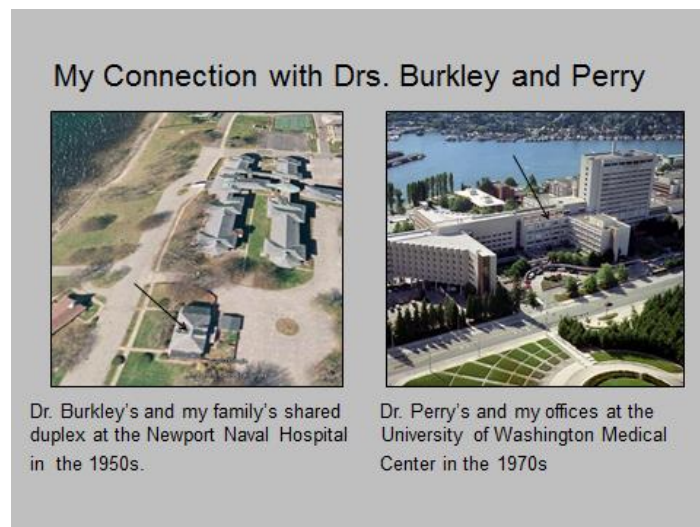 My Connection with Drs. Burkley and Perry
Dr. Burkley's and my family's shared
duplex at the Newport Naval Hospital
in the 1950s.
Dr. Perry's and my offices at the
University of Washington Medical
Center in the 1970s